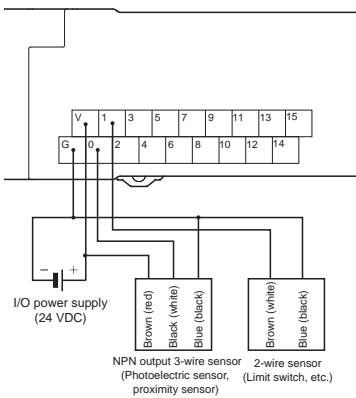 V 1 3 5 7 9 11 13 15
G 0 2 4 6 8 10 12 14
− +
I/O power supply
(24 VDC)
Brown (red)
Black (white)
Blue (black)
Brown (white)
Blue (black)
NPN output 3-wire sensor
(Photoelectric sensor,
proximity sensor)
2-wire sensor
(Limit switch, etc.)